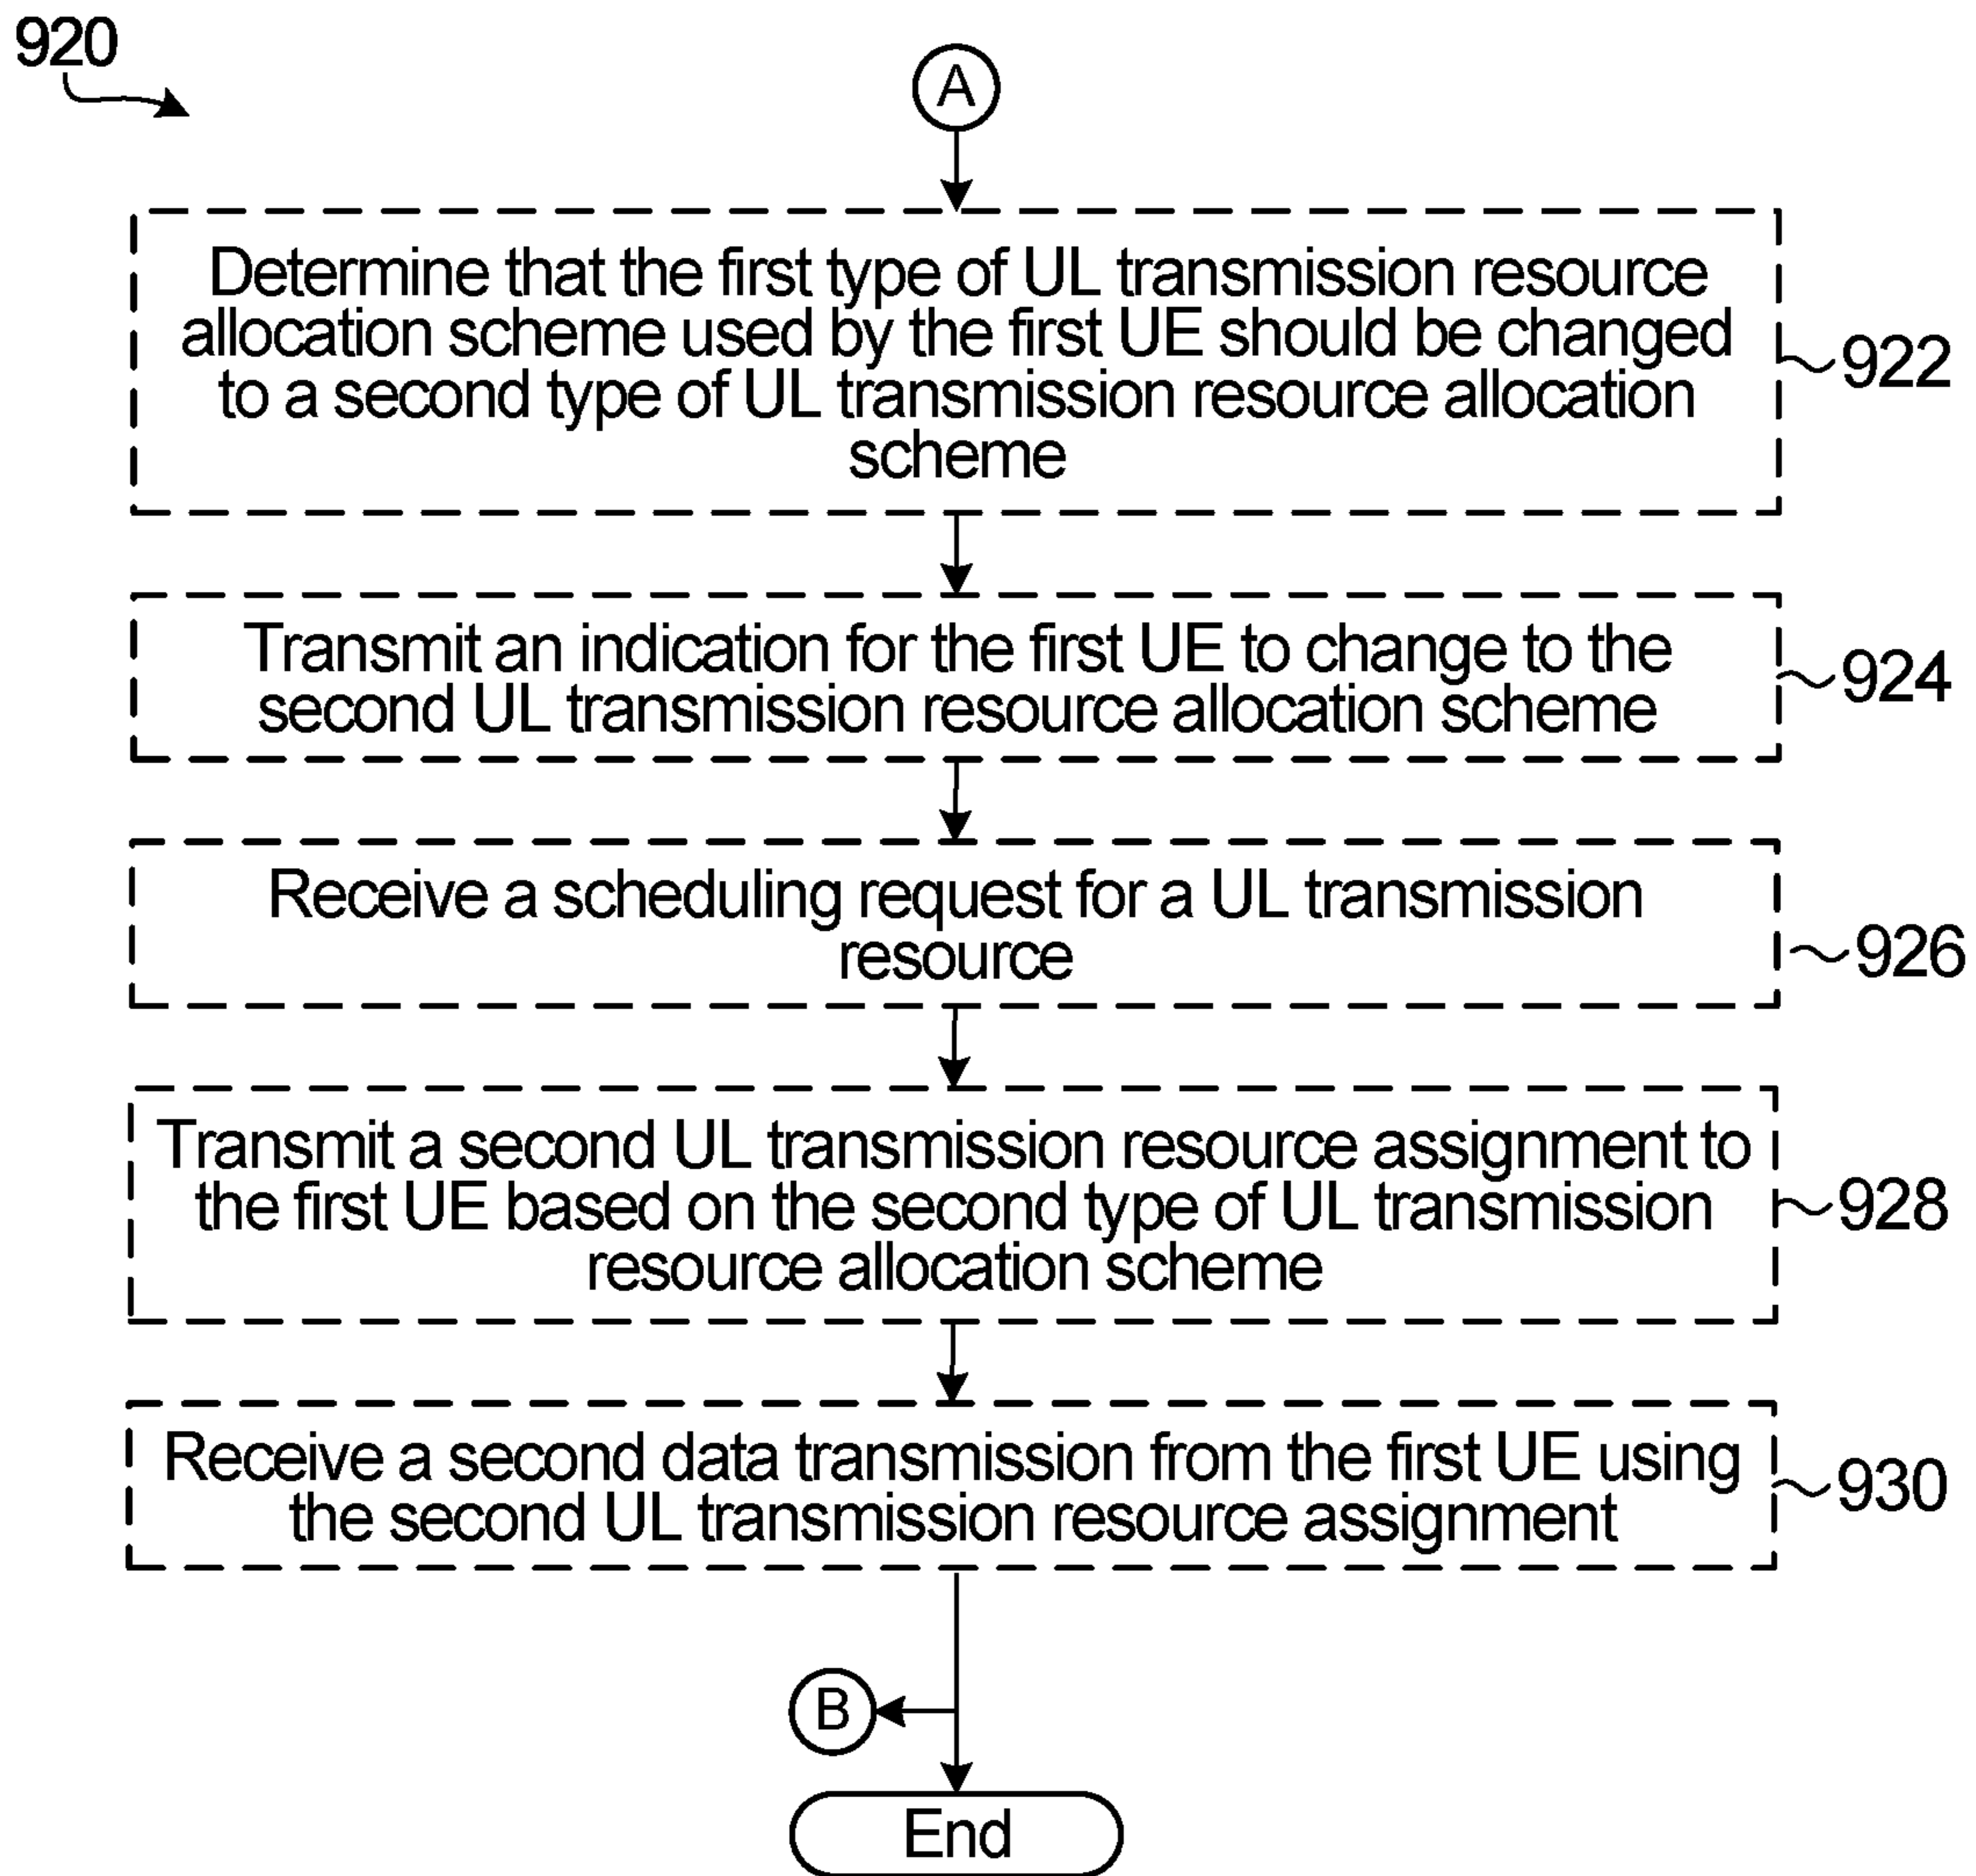 920
A
Determine that the first type of UL transmission resource
allocation scheme used by the first UE should be changed
to a second type of UL transmission resource allocation
scheme
922
Transmit an indication for the first UE to change to the
second UL transmission resource allocation scheme
924
Receive a scheduling request for a UL transmission
resource
926
Transmit a second UL transmission resource assignment to
the first UE based on the second type of UL transmission
resource allocation scheme
928
Receive a second data transmission from the first UE using
the second UL transmission resource assignment
930
B
End